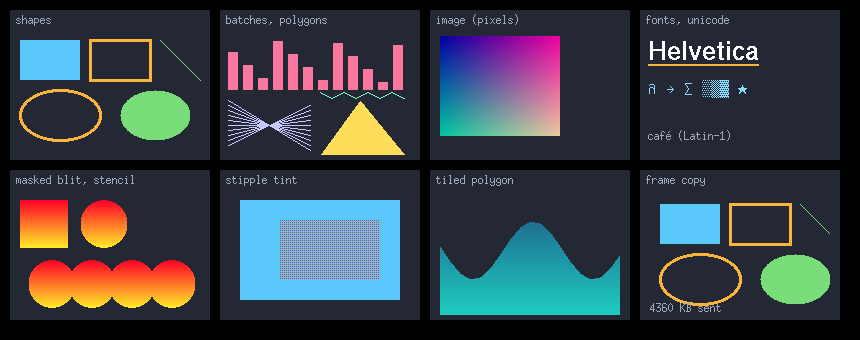 shapes
batches, polygons
image (pixels)
fonts, unicode
Helvetica
→ ∑ ░▒▓ ★
café (Latin-1)
masked blit, stencil
stipple tint
tiled polygon
frame copy
4360 KB sent